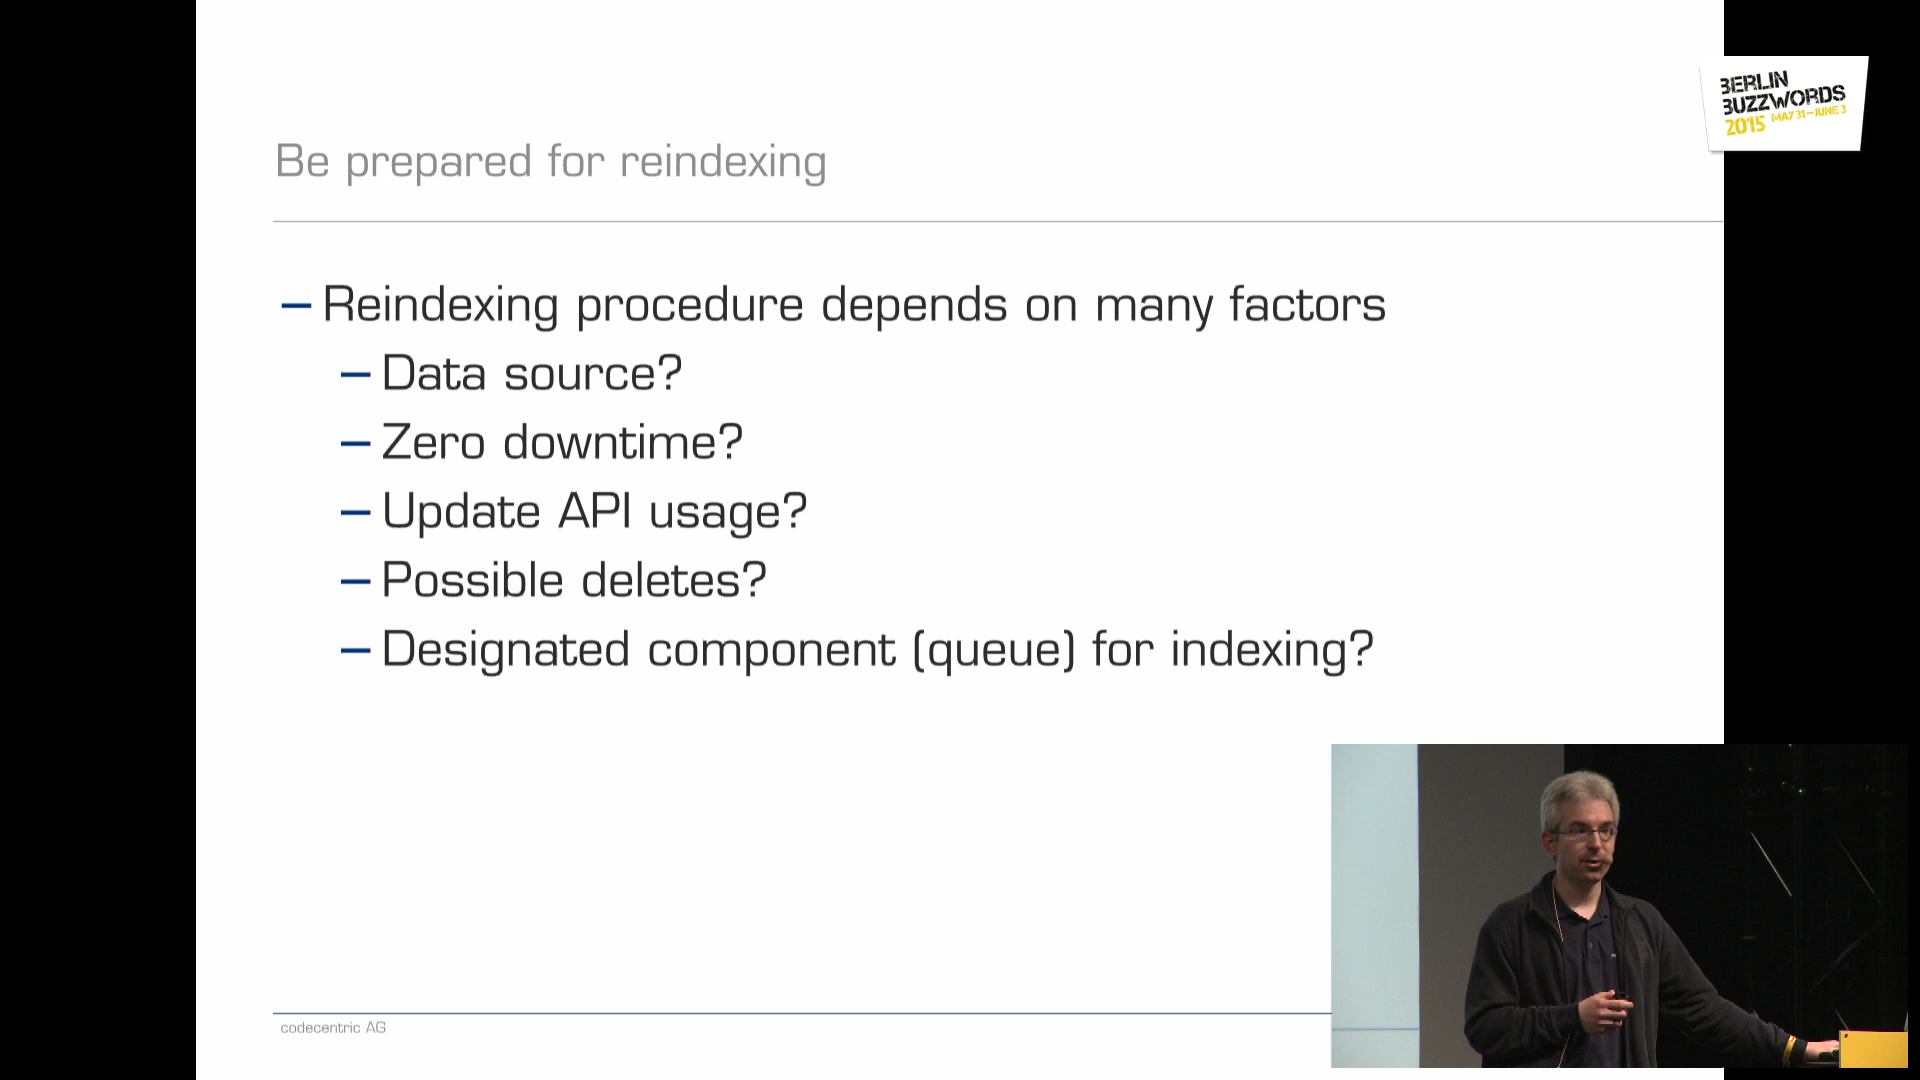 BERLIN
BUZZWORDS
2015 MAY 31-JUNE 3
Be prepared for reindexing
– Reindexing procedure depends on many factors
– Data source?
– Zero downtime?
– Update API usage?
– Possible deletes?
– Designated component (queue) for indexing?
codecentric AG